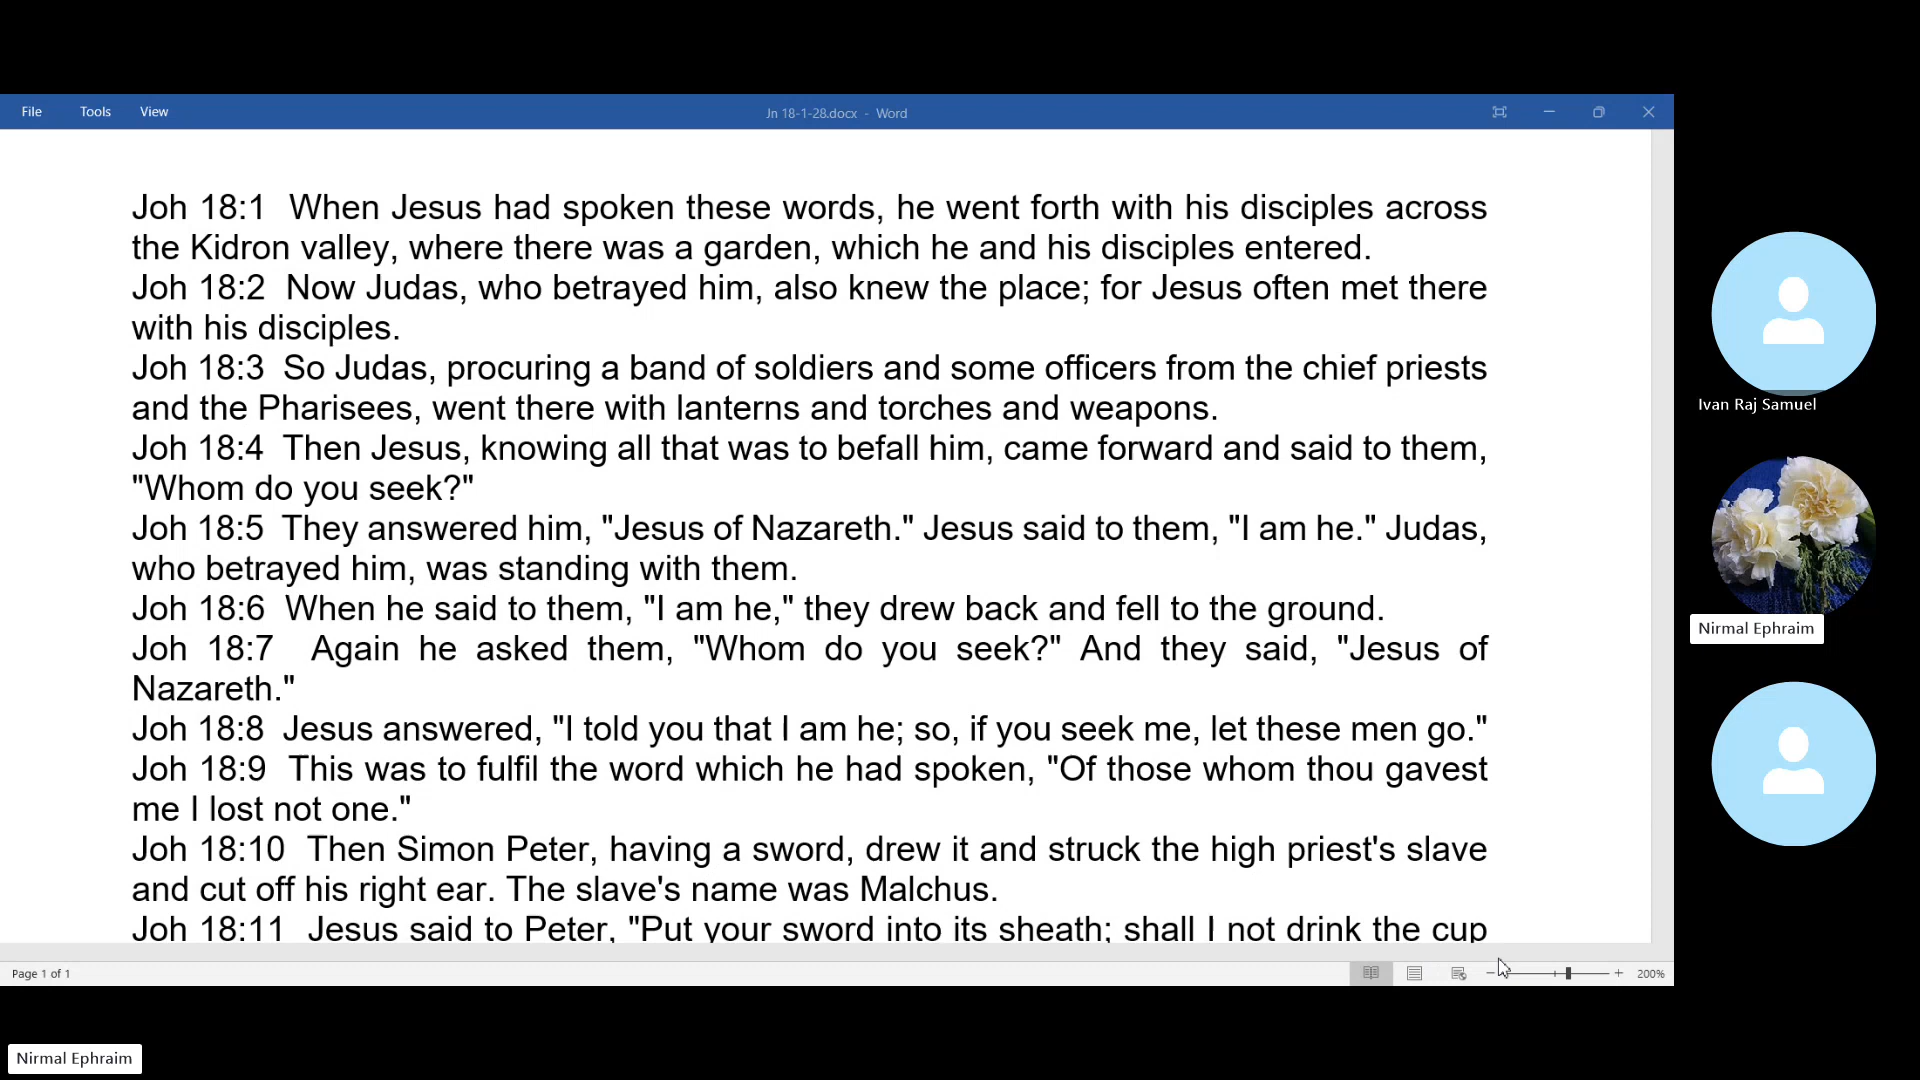 File Tools View Jn 18-1-28.docx - Word
Joh 18:1 When Jesus had spoken these words, he went forth with his disciples across
the Kidron valley, where there was a garden, which he and his disciples entered.
Joh 18:2 Now Judas, who betrayed him, also knew the place; for Jesus often met there
with his disciples.
Joh 18:3 So Judas, procuring a band of soldiers and some officers from the chief priests
and the Pharisees, went there with lanterns and torches and weapons.
Joh 18:4 Then Jesus, knowing all that was to befall him, came forward and said to them,
"Whom do you seek?"
Joh 18:5 They answered him, "Jesus of Nazareth." Jesus said to them, "I am he." Judas,
who betrayed him, was standing with them.
Joh 18:6 When he said to them, "I am he," they drew back and fell to the ground.
Joh 18:7 Again he asked them, "Whom do you seek?" And they said, "Jesus of
Nazareth."
Joh 18:8 Jesus answered, "I told you that I am he; so, if you seek me, let these men go."
Joh 18:9 This was to fulfil the word which he had spoken, "Of those whom thou gavest
me I lost not one."
Joh 18:10 Then Simon Peter, having a sword, drew it and struck the high priest's slave
and cut off his right ear. The slave's name was Malchus.
Joh 18:11 Jesus said to Peter, "Put your sword into its sheath; shall I not drink the cup
Page 1 of 1
200%
Ivan Raj Samuel
Nirmal Ephraim
Nirmal Ephraim